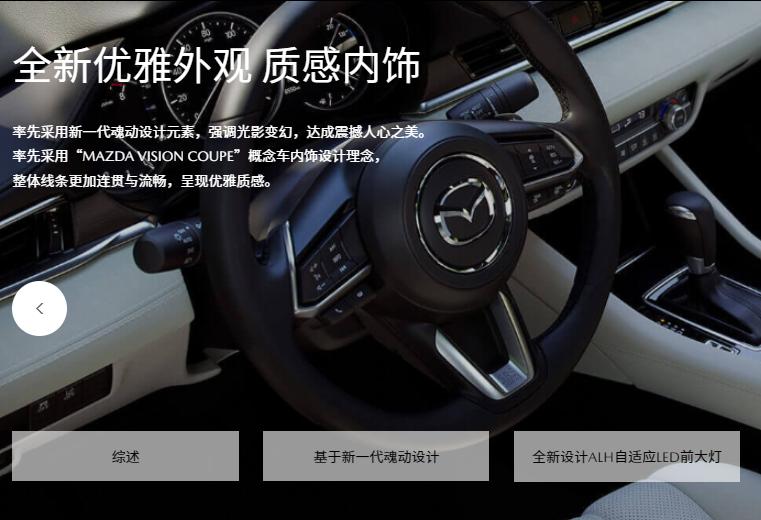 全新优雅外观 质感内饰
率先采用新一代魂动设计元素，强调光影变幻，达成震撼人心之美。
率先采用“MAZDA VISION COUPE”概念车内饰设计理念，
整体线条更加连贯与流畅，呈现优雅质感。
综述
基于新一代魂动设计
全新设计ALH自适应LED前大灯